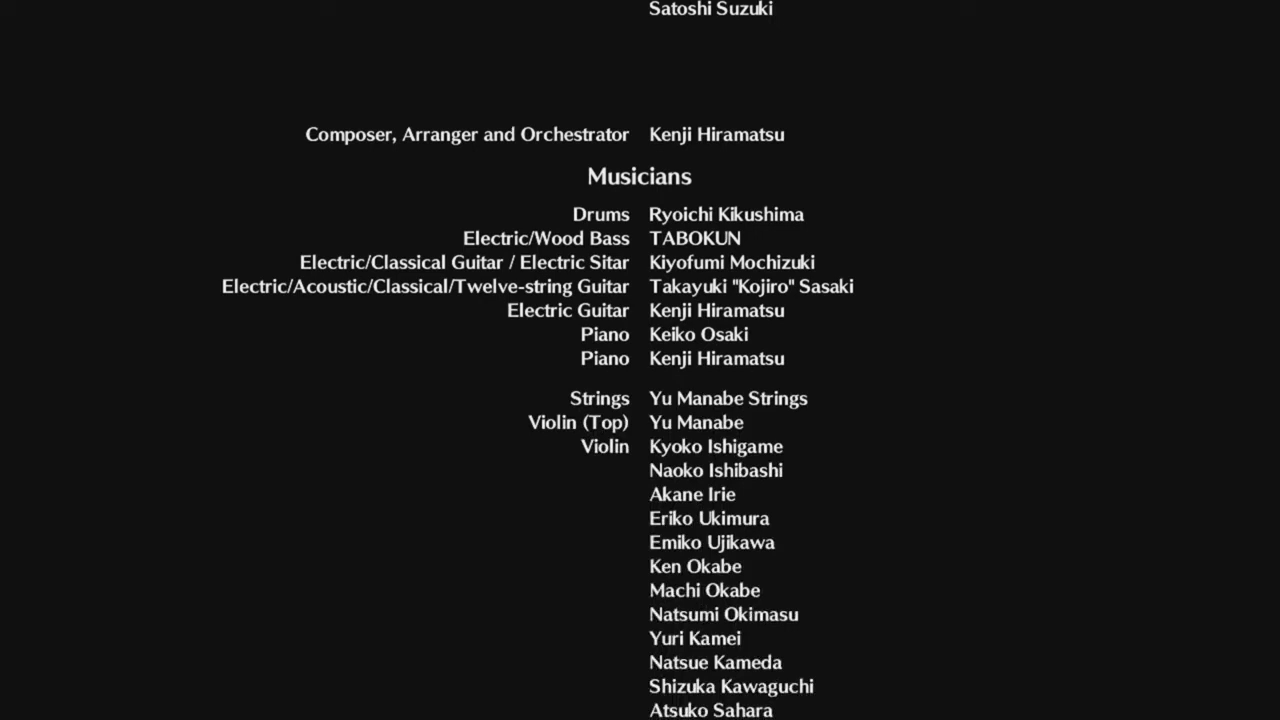 Satoshi Suzuki
Composer, Arranger and Orchestrator Kenji Hiramatsu
Musicians
Drums Ryoichi Kikushima
Electric/Wood Bass TABOKUN
Electric/Classical Guitar / Electric Sitar Kiyofumi Mochizuki
Electric/Acoustic/Classical/Twelve-string Guitar Takayuki "Kojiro" Sasaki
Electric Guitar Kenji Hiramatsu
Piano Keiko Osaki
Piano Kenji Hiramatsu
Strings Yu Manabe Strings
Violin (Top) Yu Manabe
Violin Kyoko Ishigame
Naoko Ishibashi
Akane Irie
Eriko Ukimura
Emiko Ujikawa
Ken Okabe
Machi Okabe
Natsumi Okimasu
Yuri Kamei
Natsue Kameda
Shizuka Kawaguchi
Atsuko Sahara